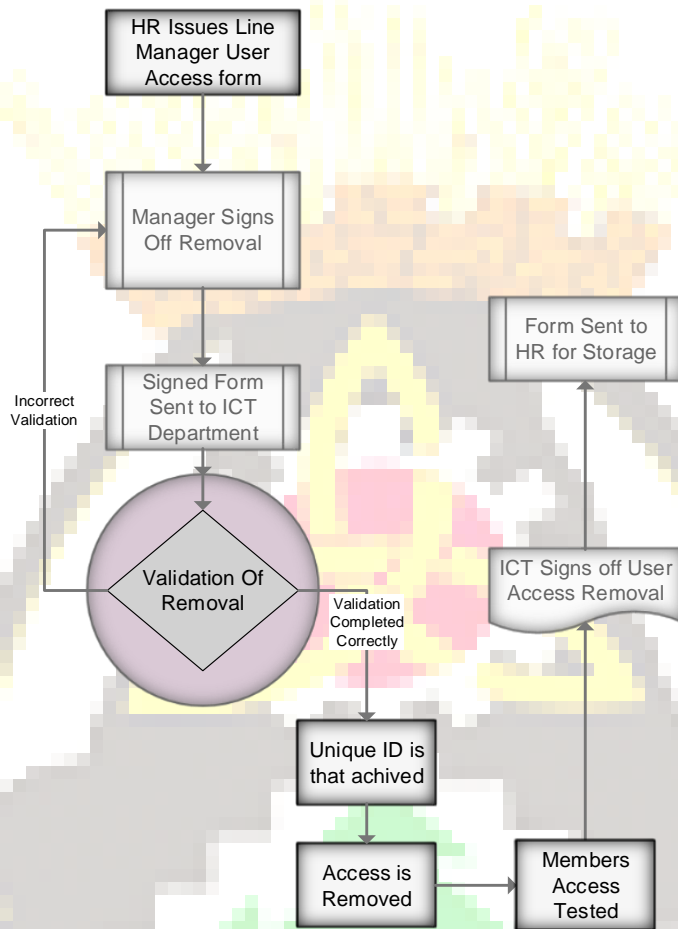 HR Issues Line
Manager User
Access form
Manager Signs
Off Removal
Signed Form
Sent to ICT
Department
Incorrect
Validation
Validation Of
Removal
Validation
Completed
Correctly
Unique ID is
that achived
Access is
Removed
Members
Access
Tested
ICT Signs off User
Access Removal
Form Sent to
HR for Storage